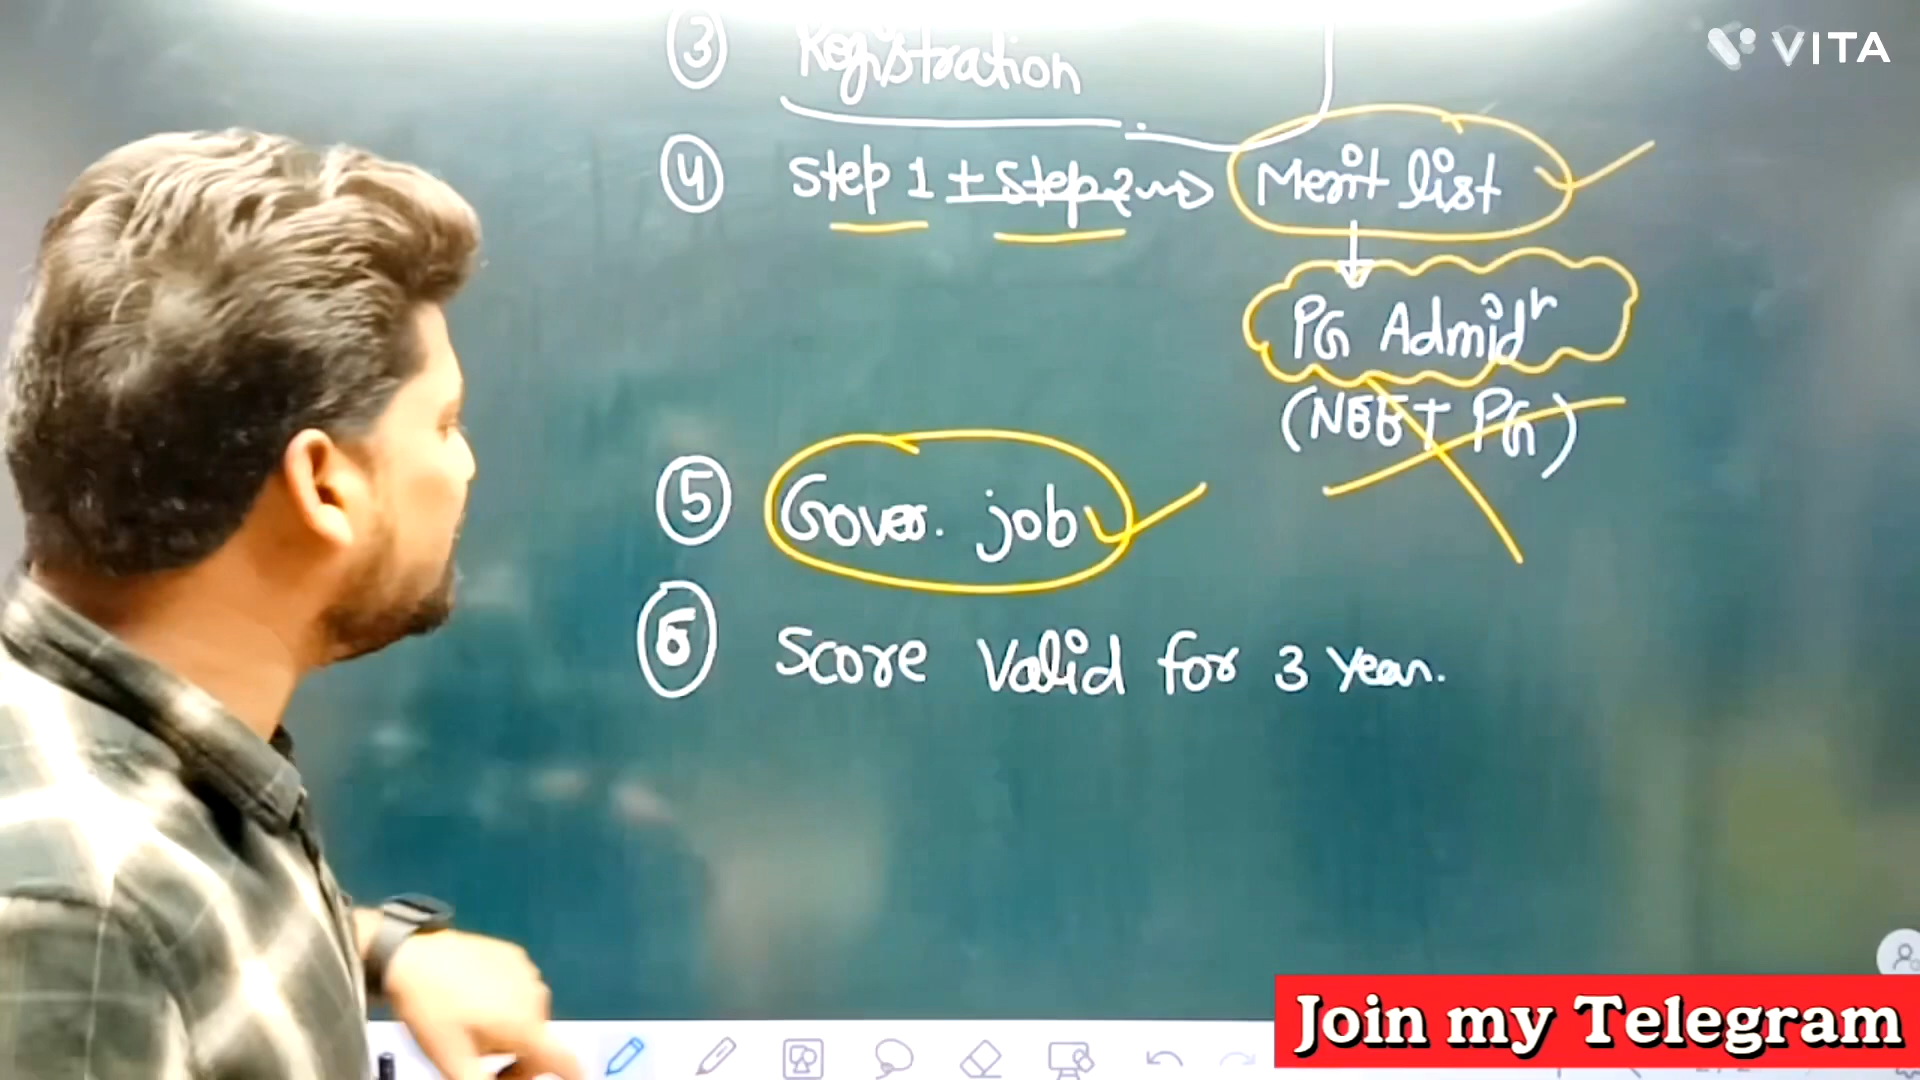 VITA
③ Registration
④ Step 1 ± Step 2 → Merit list
PG Admidⁿ
(NEET PG)
⑤ Gover. job
⑥ Score Valid for 3 Year.
Join my Telegram